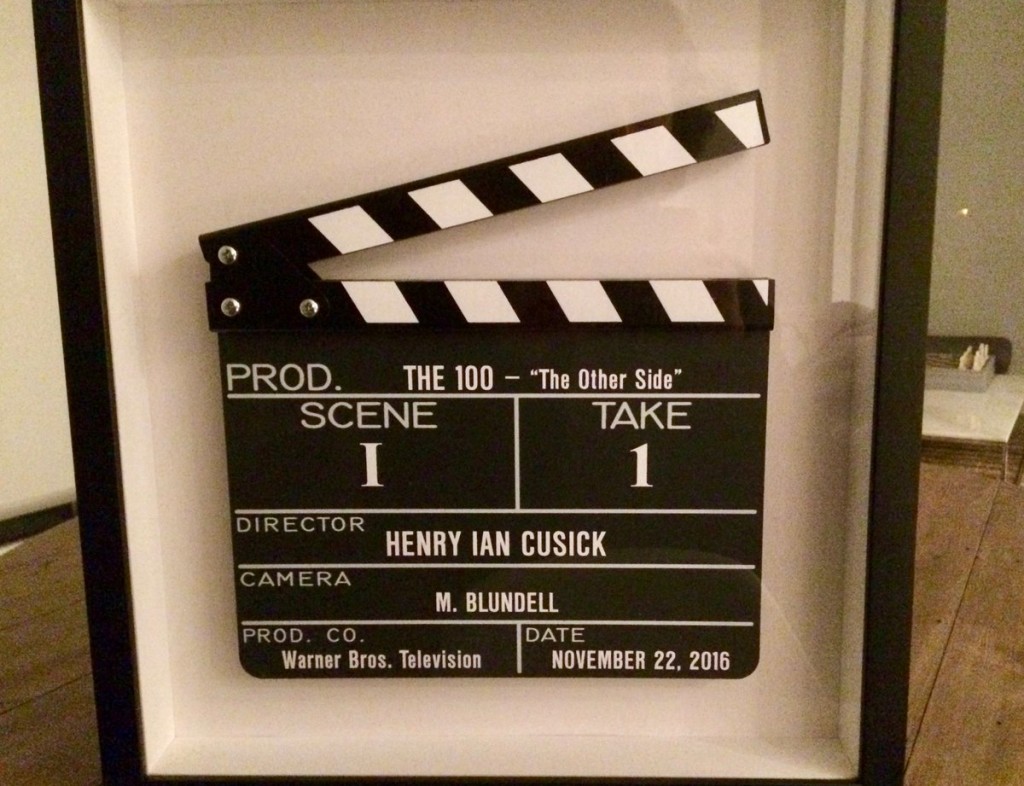 PROD. THE 100 – "The Other Side"
SCENE TAKE
I 1
DIRECTOR
HENRY IAN CUSICK
CAMERA
M. BLUNDELL
PROD. CO. DATE
Warner Bros. Television NOVEMBER 22, 2016